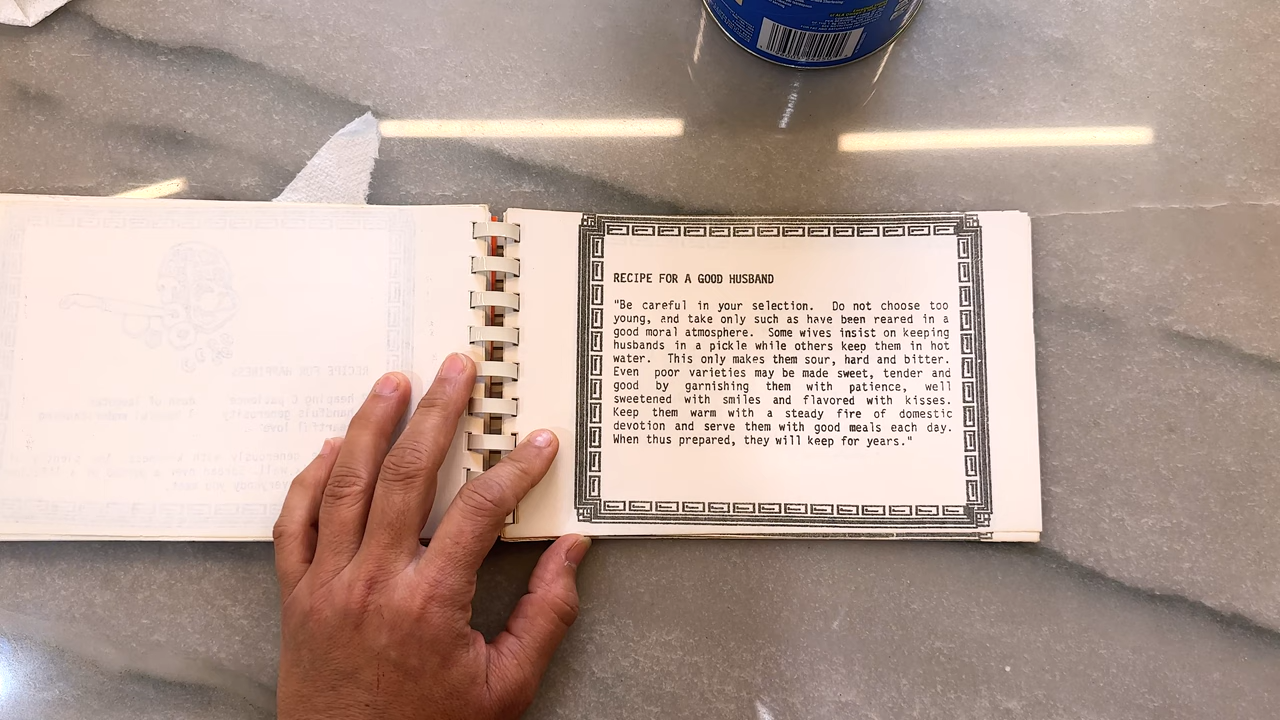 RECIPE FOR A GOOD HUSBAND
"Be careful in your selection. Do not choose too
young, and take only such as have been reared in a
good moral atmosphere. Some wives insist on keeping
husbands in a pickle while others keep them in hot
water. This only makes them sour, hard and bitter.
Even poor varieties may be made sweet, tender and
good by garnishing them with patience, well
sweetened with smiles and flavored with kisses.
Keep them warm with a steady fire of domestic
devotion and serve them with good meals each day.
When thus prepared, they will keep for years."
RECIPE FOR HAPPINESS